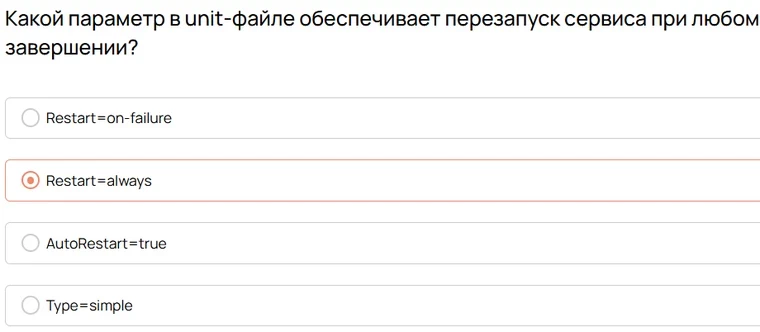 Какой параметр в unit-файле обеспечивает перезапуск сервиса при любом
завершении?
Restart=on-failure
Restart=always
AutoRestart=true
Type=simple